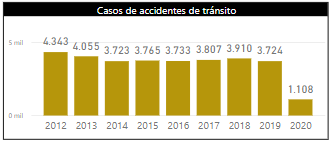 Casos de accidentes de tránsito
5 mil
4.343 4.055 3.723 3.765 3.733 3.807 3.910 3.724 1.108
0 mil
2012 2013 2014 2015 2016 2017 2018 2019 2020